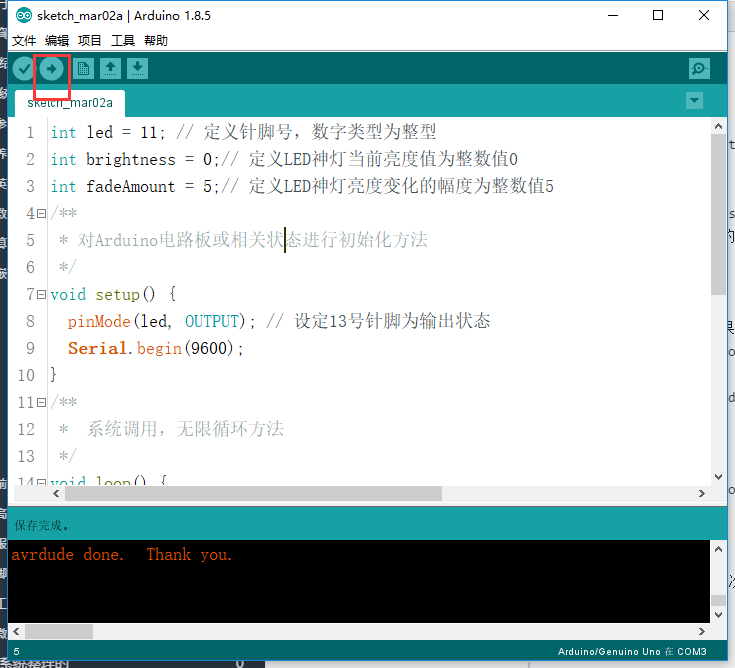 sketch_mar02a | Arduino 1.8.5
文件 编辑 项目 工具 帮助
sketch_mar02a
1 int led = 11; // 定义针脚号，数字类型为整型
2 int brightness = 0;// 定义LED神灯当前亮度值为整数值0
3 int fadeAmount = 5;// 定义LED神灯亮度变化的幅度为整数值5
4 /**
5 * 对Arduino电路板或相关状态进行初始化方法
6 */
7 void setup() {
8 pinMode(led, OUTPUT); // 设定13号针脚为输出状态
9 Serial.begin(9600);
10 }
11 /**
12 * 系统调用，无限循环方法
13 */
14 void loop() {
保存完成。
avrdude done. Thank you.
5 Arduino/Genuino Uno 在 COM3